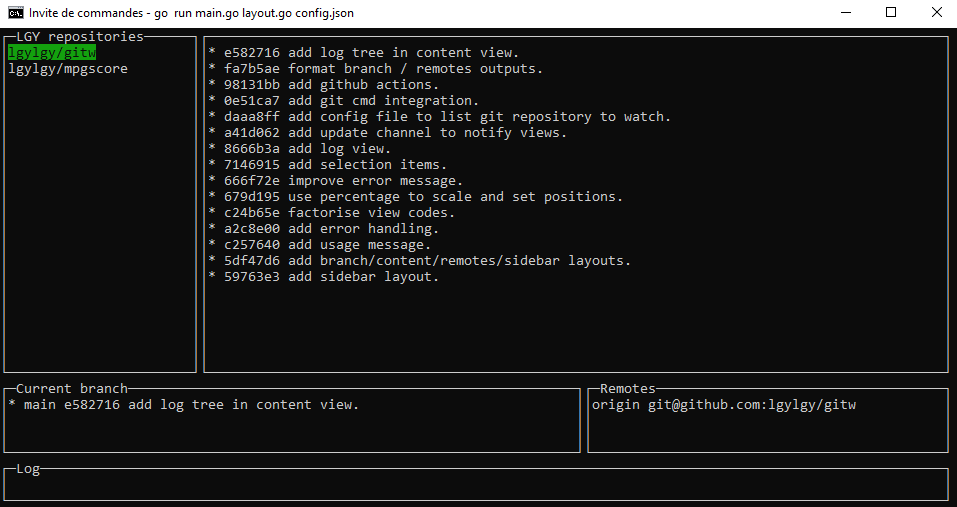 Invite de commandes - go  run main.go layout.go config.json
LGY repositories
lgylgy/gitw
lgylgy/mpgscore
* e582716 add log tree in content view.
* fa7b5ae format branch / remotes outputs.
* 98131bb add github actions.
* 0e51ca7 add git cmd integration.
* daaa8ff add config file to list git repository to watch.
* a41d062 add update channel to notify views.
* 8666b3a add log view.
* 7146915 add selection items.
* 666f72e improve error message.
* 679d195 use percentage to scale and set positions.
* c24b65e factorise view codes.
* a2c8e00 add error handling.
* c257640 add usage message.
* 5df47d6 add branch/content/remotes/sidebar layouts.
* 59763e3 add sidebar layout.
Current branch
* main e582716 add log tree in content view.
Remotes
origin git@github.com:lgylgy/gitw
Log